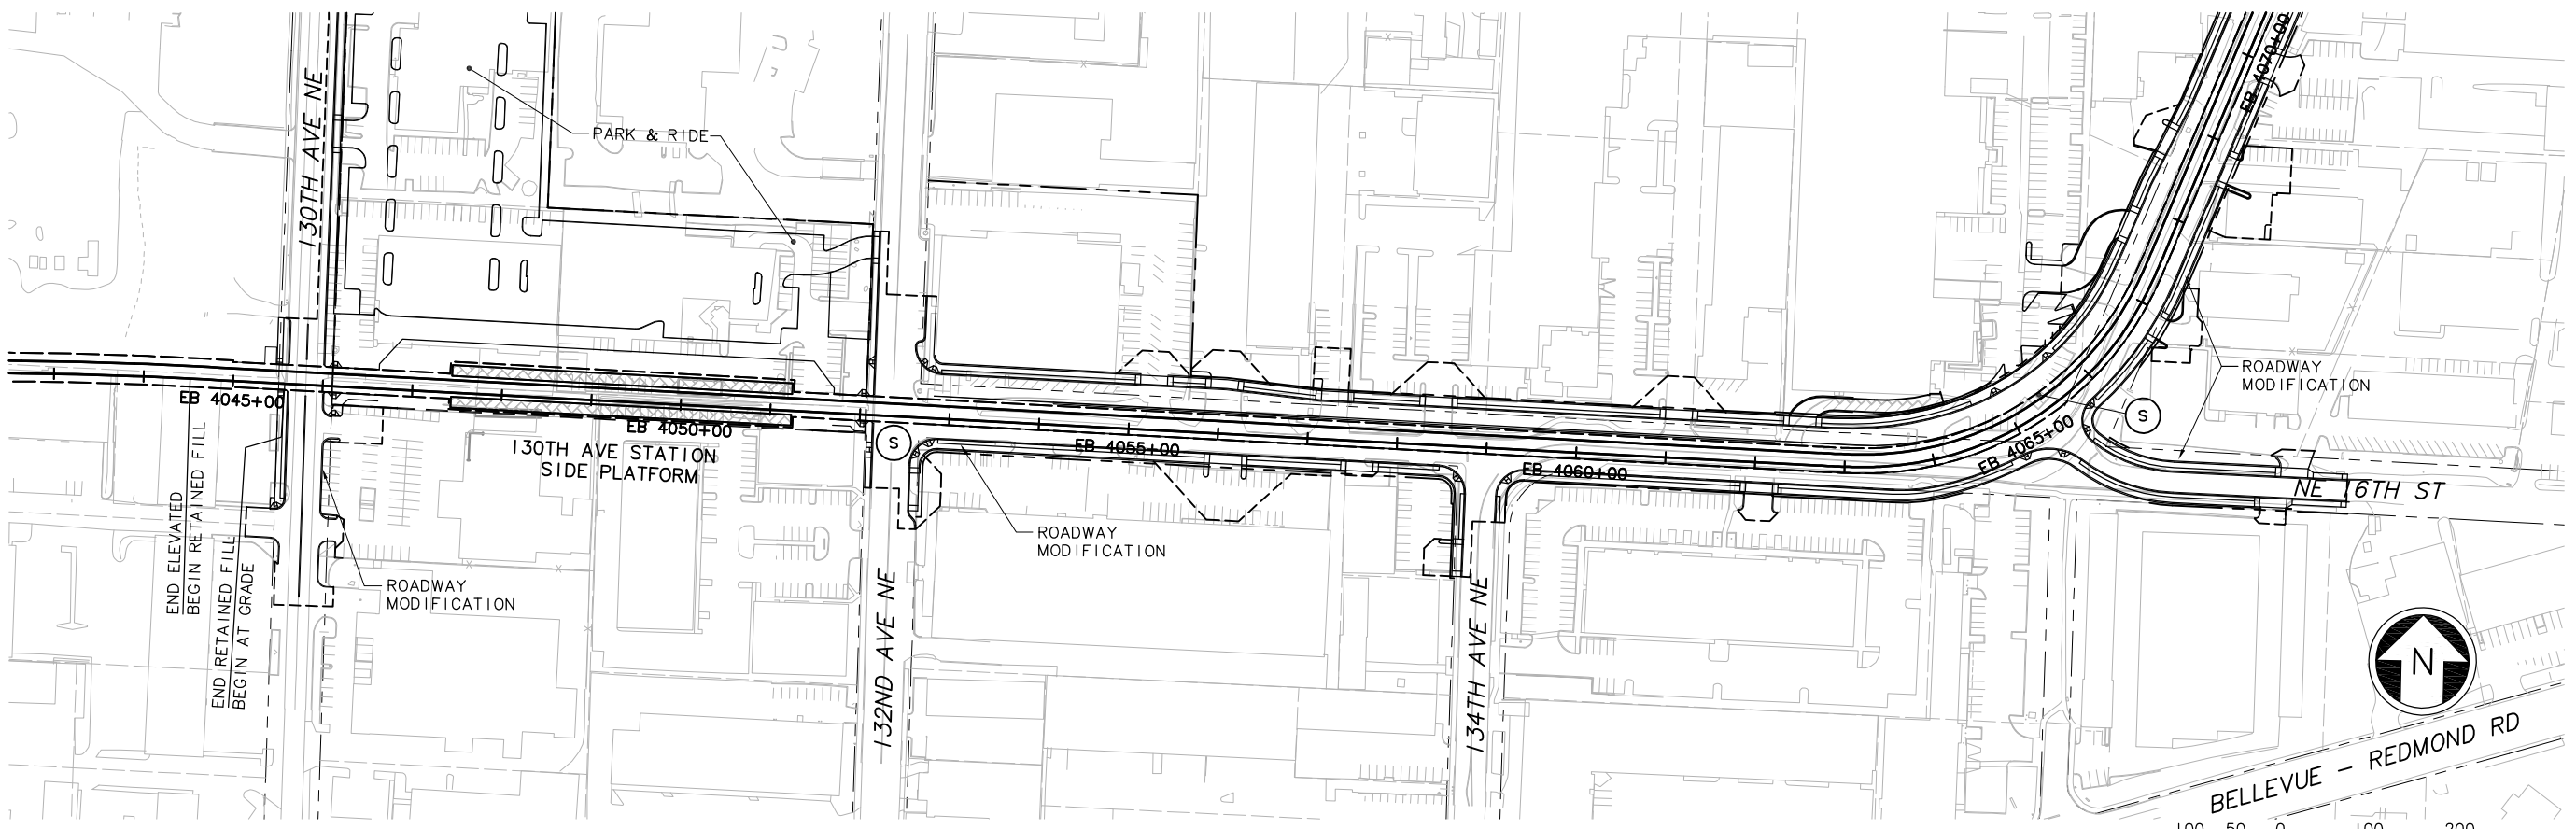 130TH AVE NE
PARK & RIDE
EB 4070+00
ROADWAY
MODIFICATION
EB 4045+00
EB 4050+00
130TH AVE STATION
SIDE PLATFORM
S
EB 4055+00
EB 4060+00
EB 4065+00
S
NE 16TH ST
END ELEVATED
BEGIN RETAINED FILL
END RETAINED FILL
BEGIN AT GRADE
ROADWAY
MODIFICATION
ROADWAY
MODIFICATION
132ND AVE NE
134TH AVE NE
N
BELLEVUE - REDMOND RD
100 50 0 100 200